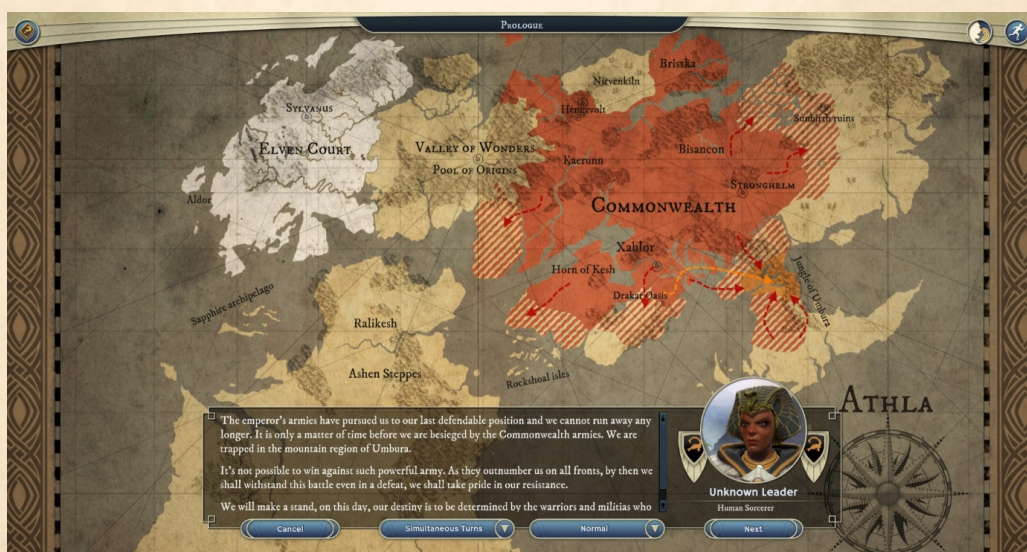 Prologue
Brisska
Nirvenkiln
Hengevolt
Sunbirth ruins
Sylvanus
Elven Court
Valley of Wonders
Pool of Origins
Kaerunn
Bisancon
Stronghelm
Aldor
Commonwealth
Xablor
Horn of Kesh
Drakar Oasis
Jungle of Umbura
Sapphire archipelago
Ralikesh
Ashen Steppes
Rockshoal isles
Athla
The emperor's armies have pursued us to our last defendable position and we cannot run away any
longer. It is only a matter of time before we are besieged by the Commonwealth armies. We are
trapped in the mountain region of Umbura.
It's not possible to win against such powerful army. As they outnumber us on all fronts, by then we
shall withstand this battle even in a defeat, we shall take pride in our resistance.
We will make a stand, on this day, our destiny is to be determined by the warriors and militias who
Unknown Leader
Human Sorcerer
Cancel
Simultaneous Turns
Normal
Next